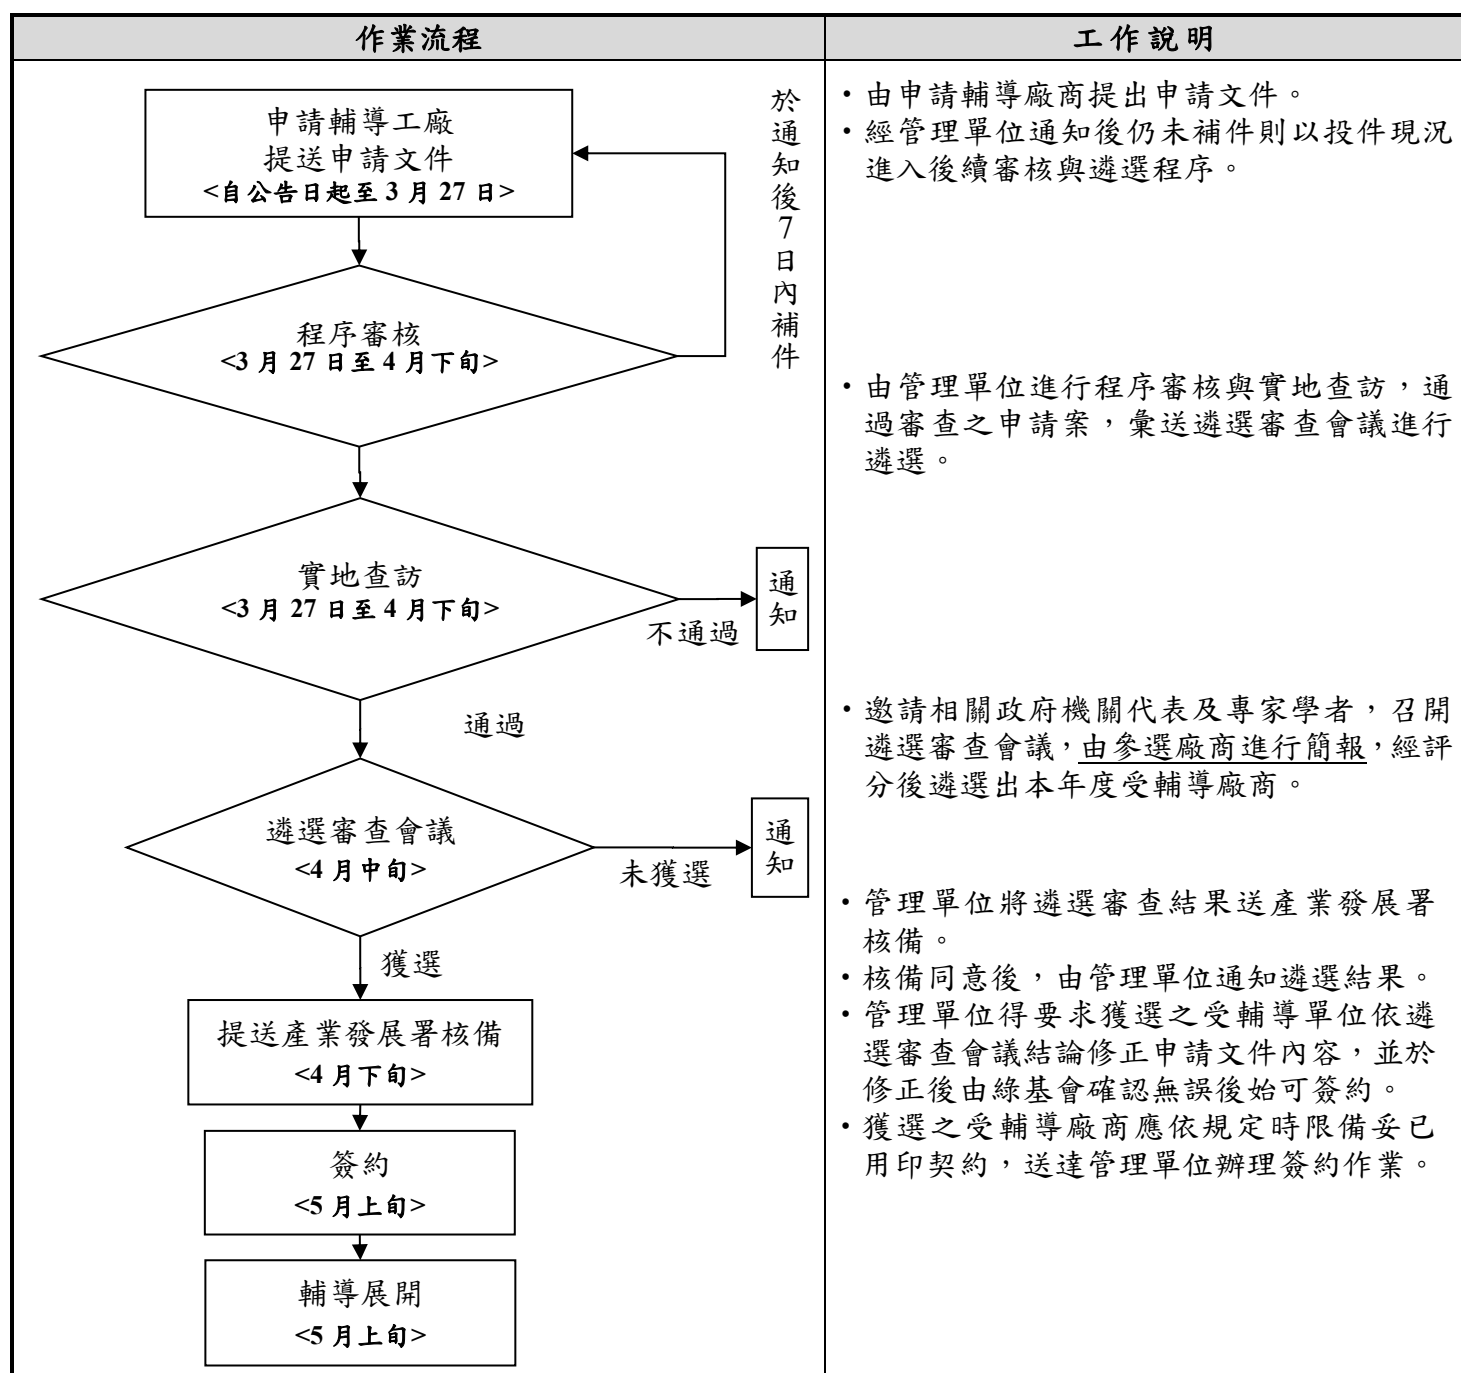 作業流程
工作說明
申請輔導工廠
提送申請文件
<自公告日起至 3 月 27 日>
於通知後7日內補件
程序審核
<3 月 27 日至 4 月下旬>
實地查訪
<3 月 27 日至 4 月下旬>
不通過
通知
通過
遴選審查會議
<4 月中旬>
未獲選
通知
獲選
提送產業發展署核備
<4 月下旬>
簽約
<5 月上旬>
輔導展開
<5 月上旬>
・由申請輔導廠商提出申請文件。
・經管理單位通知後仍未補件則以投件現況
進入後續審核與遴選程序。
・由管理單位進行程序審核與實地查訪，通
過審查之申請案，彙送遴選審查會議進行
遴選。
・邀請相關政府機關代表及專家學者，召開
遴選審查會議，由參選廠商進行簡報，經評
分後遴選出本年度受輔導廠商。
・管理單位將遴選審查結果送產業發展署
核備。
・核備同意後，由管理單位通知遴選結果。
・管理單位得要求獲選之受輔導單位依遴
選審查會議結論修正申請文件內容，並於
修正後由綠基會確認無誤後始可簽約。
・獲選之受輔導廠商應依規定時限備妥已
用印契約，送達管理單位辦理簽約作業。